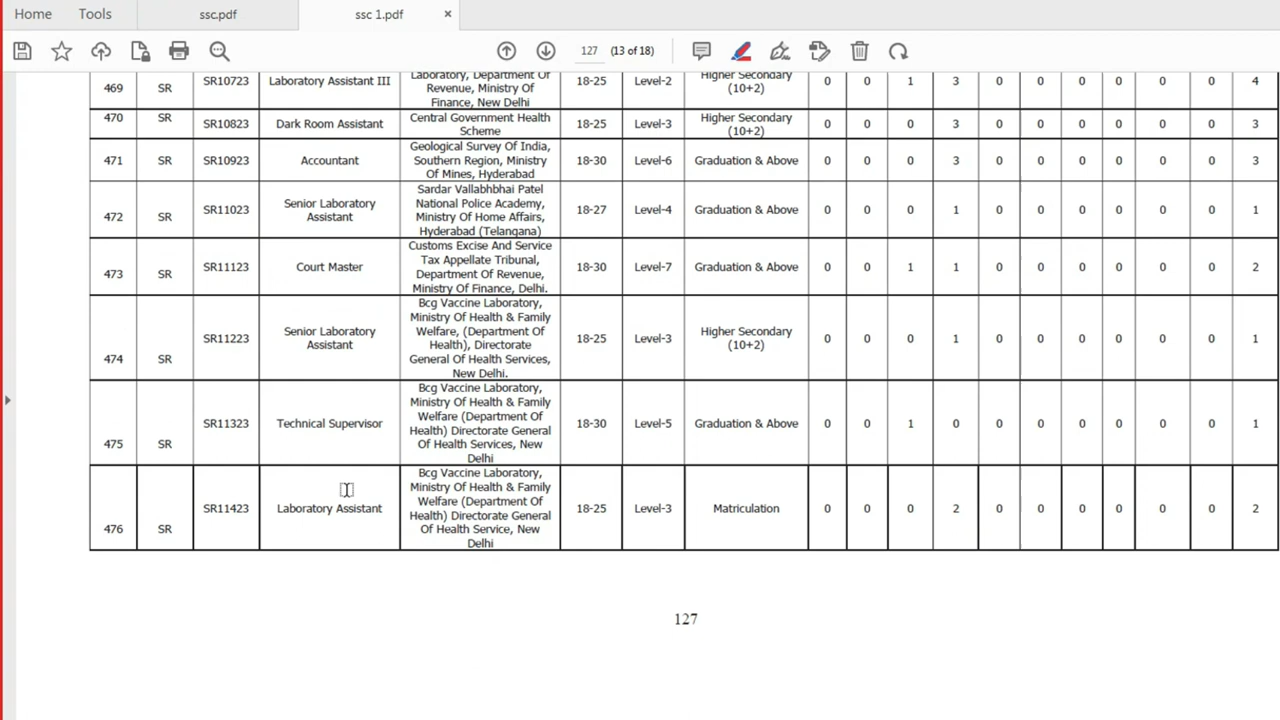 Home Tools ssc.pdf ssc 1.pdf ×
127 (13 of 18)
469 SR SR10723 Laboratory Assistant III Laboratory, Department Of 18-25 Level-2 Higher Secondary 0 0 1 3 0 0 0 0 0 0 4
Revenue, Ministry Of (10+2)
Finance, New Delhi
470 SR SR10823 Dark Room Assistant Central Government Health 18-25 Level-3 Higher Secondary 0 0 0 3 0 0 0 0 0 0 3
Scheme (10+2)
471 SR SR10923 Accountant Geological Survey Of India, 18-30 Level-6 Graduation & Above 0 0 0 3 0 0 0 0 0 0 3
Southern Region, Ministry
Of Mines, Hyderabad
472 SR SR11023 Senior Laboratory Sardar Vallabhbhai Patel 18-27 Level-4 Graduation & Above 0 0 0 1 0 0 0 0 0 0 1
Assistant National Police Academy,
Ministry Of Home Affairs,
Hyderabad (Telangana)
473 SR SR11123 Court Master Customs Excise And Service 18-30 Level-7 Graduation & Above 0 0 1 1 0 0 0 0 0 0 2
Tax Appellate Tribunal,
Department Of Revenue,
Ministry Of Finance, Delhi.
474 SR SR11223 Senior Laboratory Bcg Vaccine Laboratory, 18-25 Level-3 Higher Secondary 0 0 0 1 0 0 0 0 0 0 1
Assistant Ministry Of Health & Family (10+2)
Welfare, (Department Of
Health), Directorate
General Of Health Services,
New Delhi.
475 SR SR11323 Technical Supervisor Bcg Vaccine Laboratory, 18-30 Level-5 Graduation & Above 0 0 1 0 0 0 0 0 0 0 1
Ministry Of Health & Family
Welfare (Department Of
Health) Directorate General
Of Health Services, New
Delhi
476 SR SR11423 Laboratory Assistant Bcg Vaccine Laboratory, 18-25 Level-3 Matriculation 0 0 0 2 0 0 0 0 0 0 2
Ministry Of Health & Family
Welfare (Department Of
Health) Directorate General
Of Health Service, New
Delhi
127